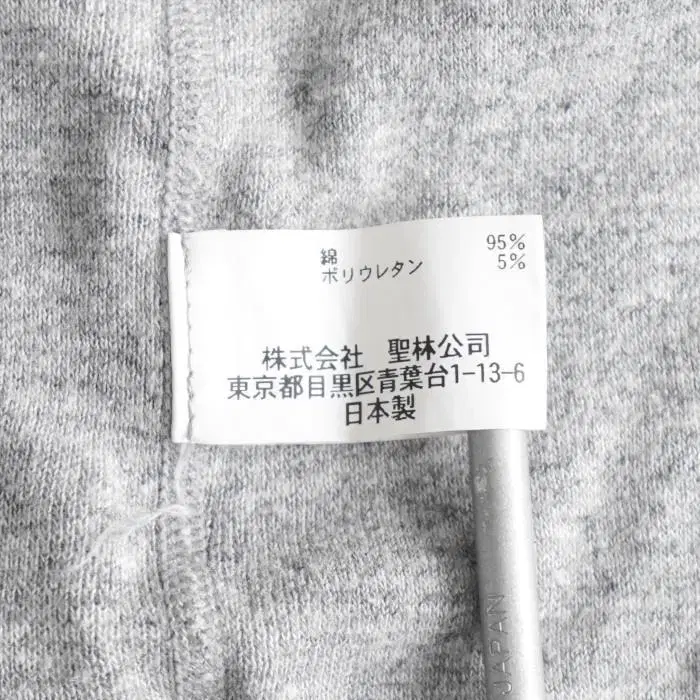 綿 95%
ポリウレタン 5%
株式会社 聖林公司
東京都目黒区青葉台1-13-6
日本製
JAPAN